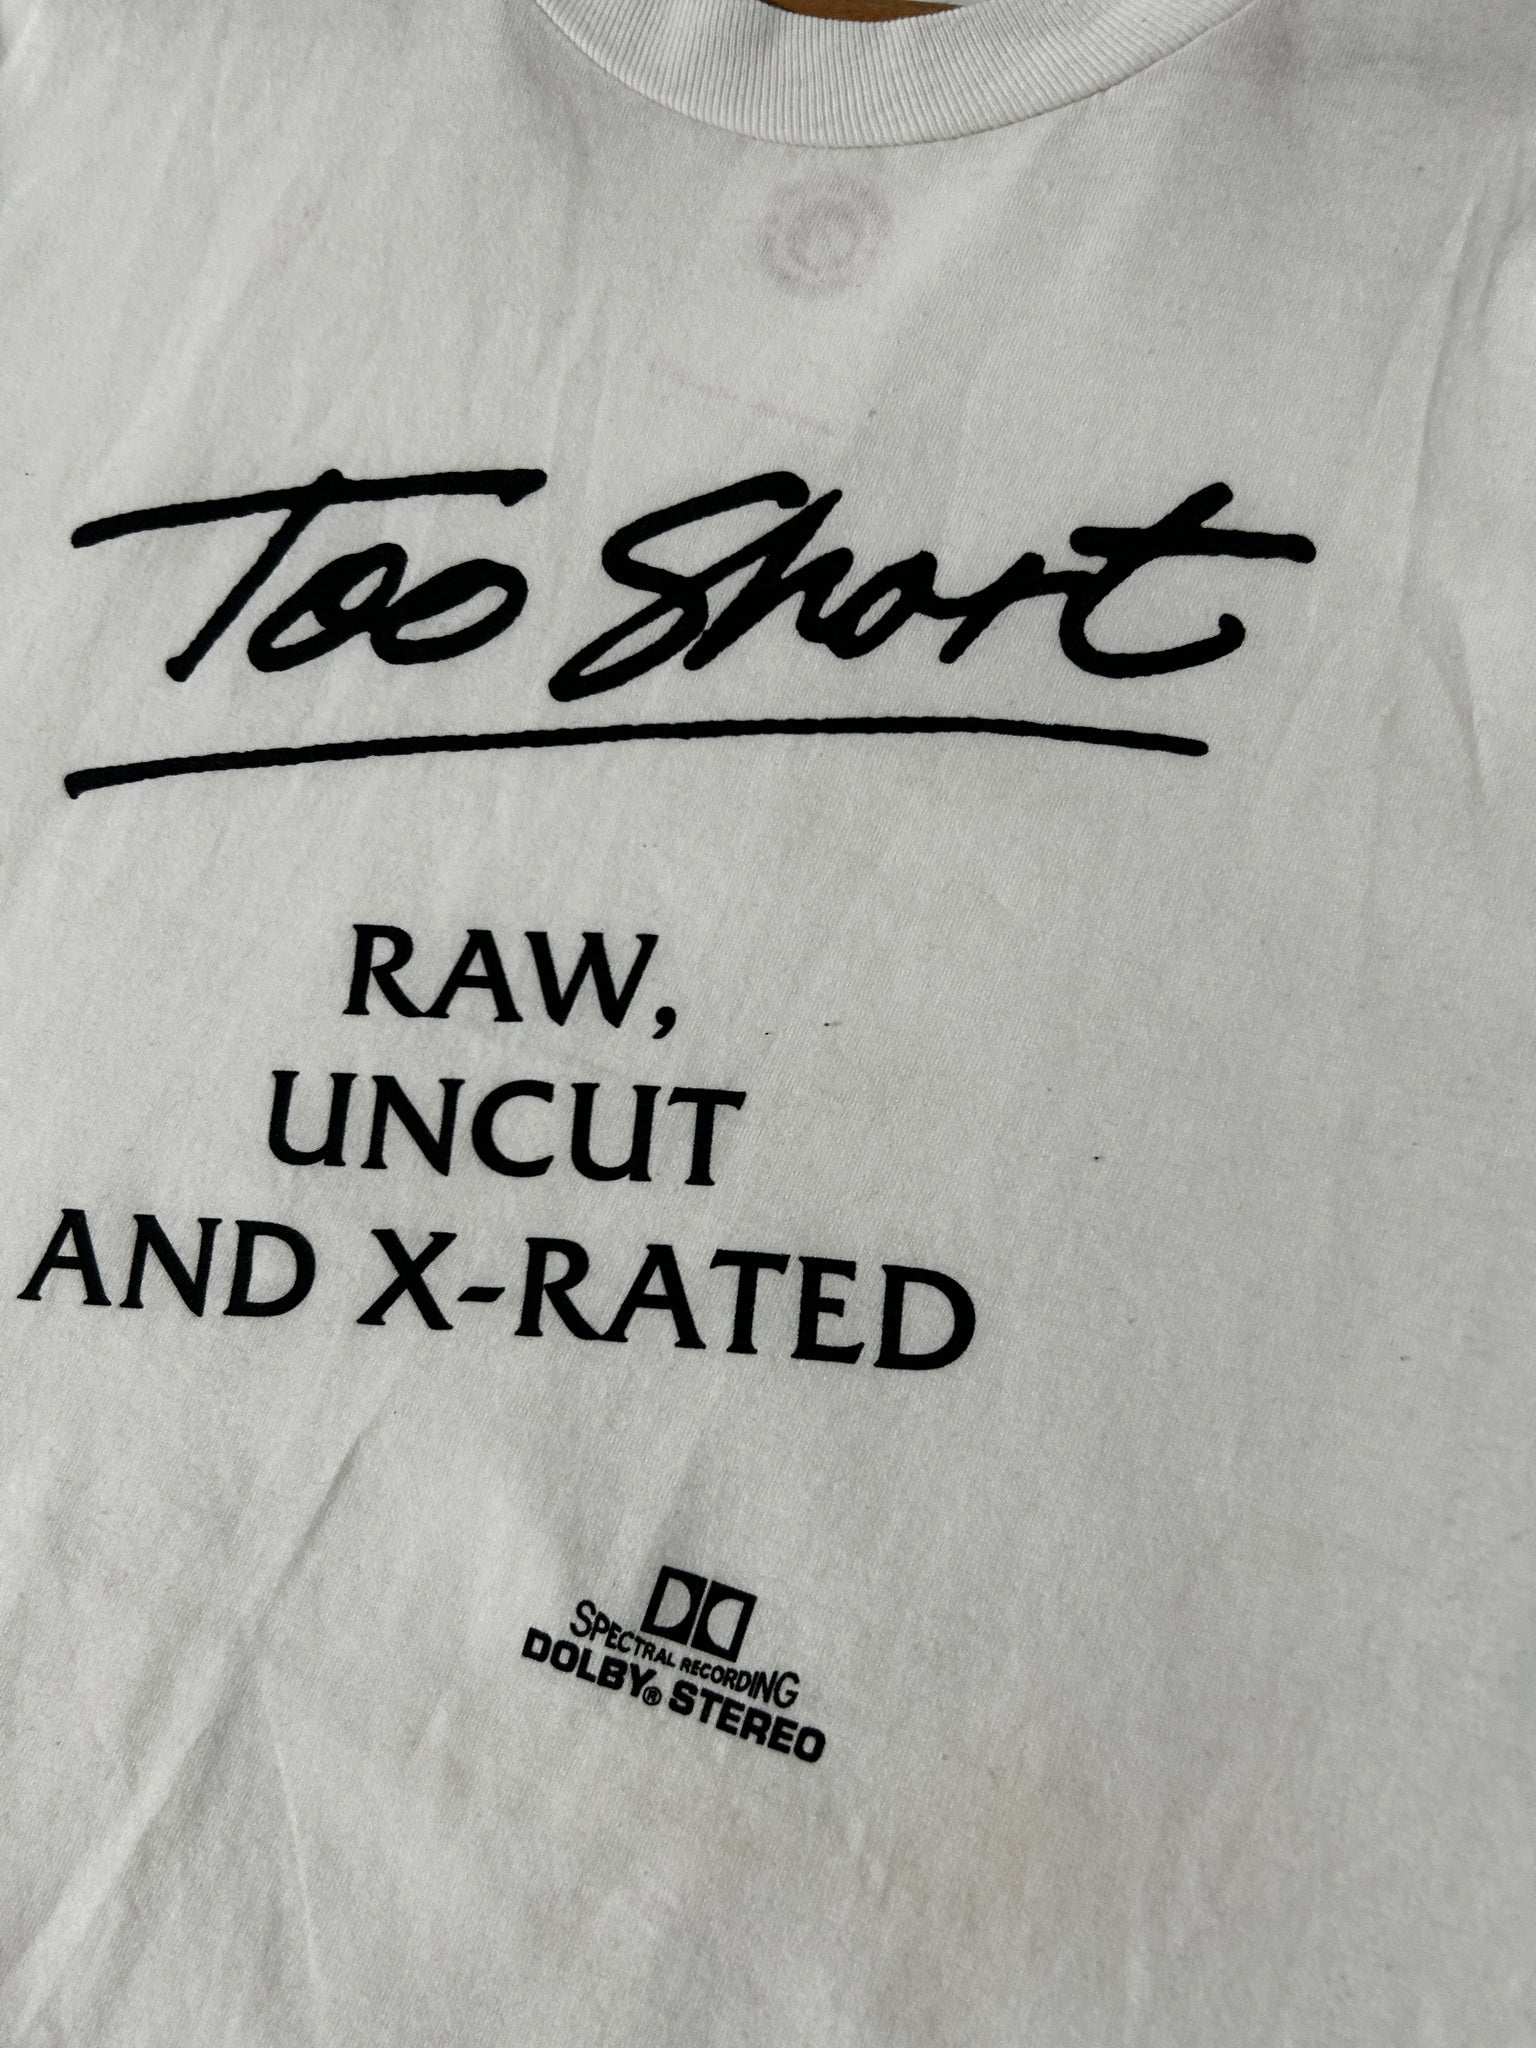 Too Short
RAW,
UNCUT
AND X-RATED
SPECTRAL RECORDING
DOLBY® STEREO